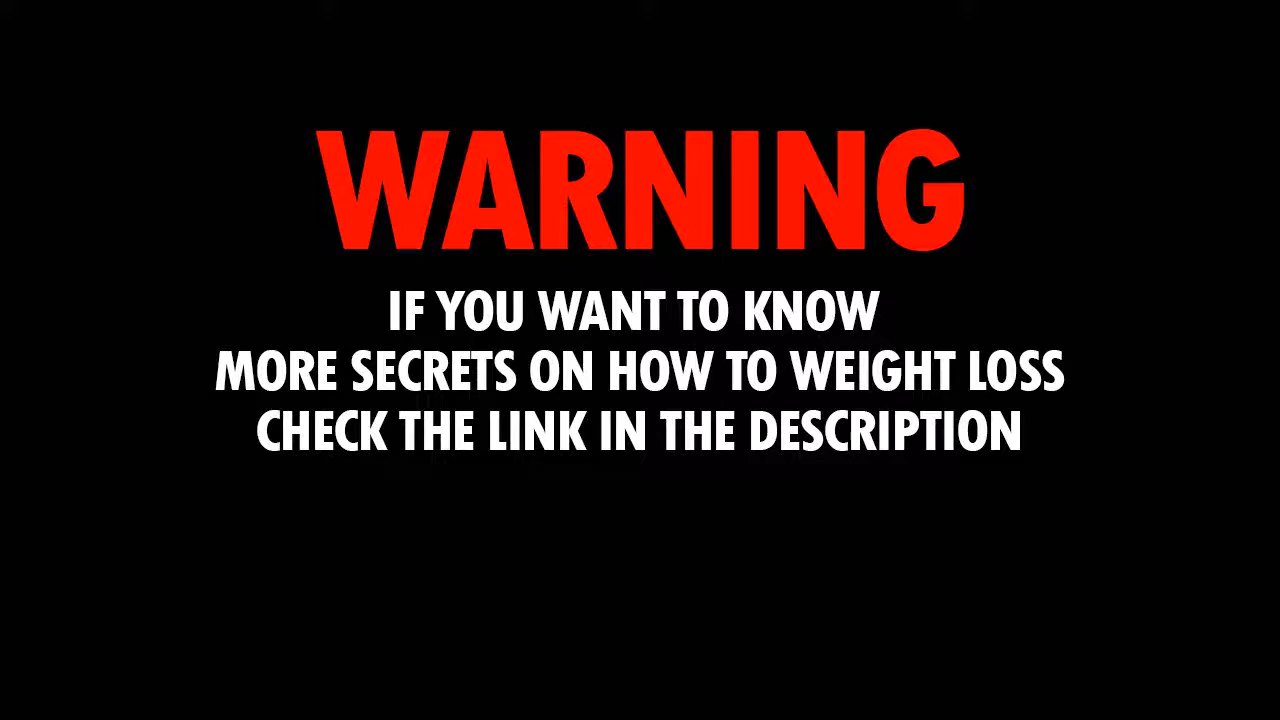 WARNING
IF YOU WANT TO KNOW
MORE SECRETS ON HOW TO WEIGHT LOSS
CHECK THE LINK IN THE DESCRIPTION